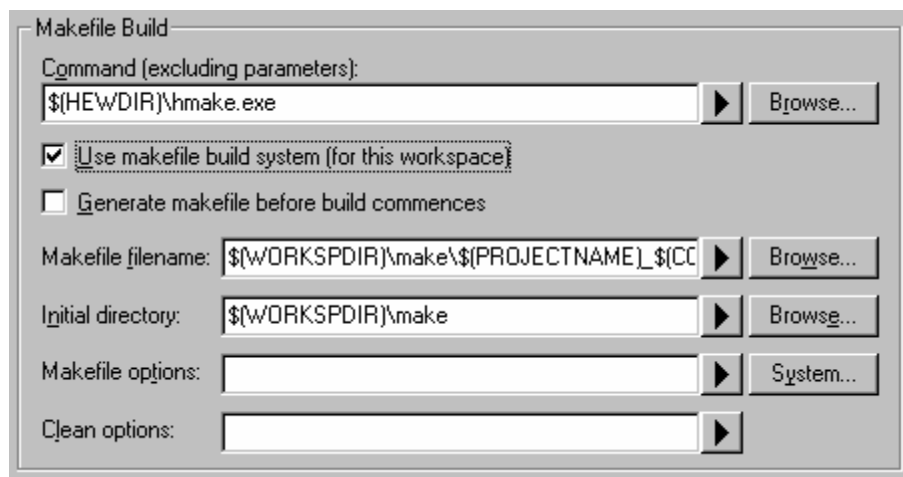 Makefile Build
Command (excluding parameters):
$(HEWDIR)\hmake.exe Browse...
Use makefile build system (for this workspace)
Generate makefile before build commences
Makefile filename: $(WORKSPDIR)\make\$(PROJECTNAME)_$(CO Browse...
Initial directory: $(WORKSPDIR)\make Browse...
Makefile options: System...
Clean options: